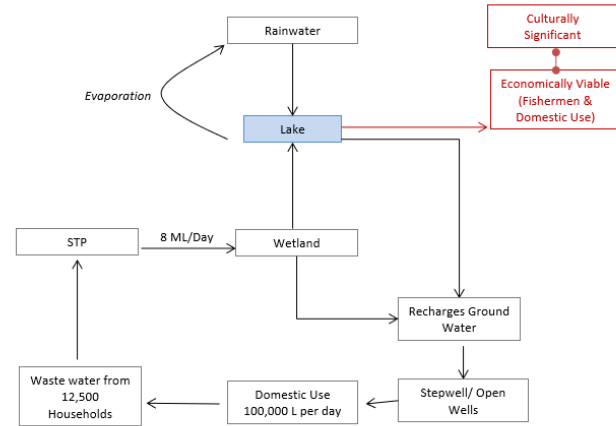 Rainwater
Culturally
Significant
Evaporation
Economically Viable
(Fishermen &
Domestic Use)
Lake
STP
8 ML/Day
Wetland
Recharges Ground
Water
Waste water from
12,500
Households
Domestic Use
100,000 L per day
Stepwell/ Open
Wells